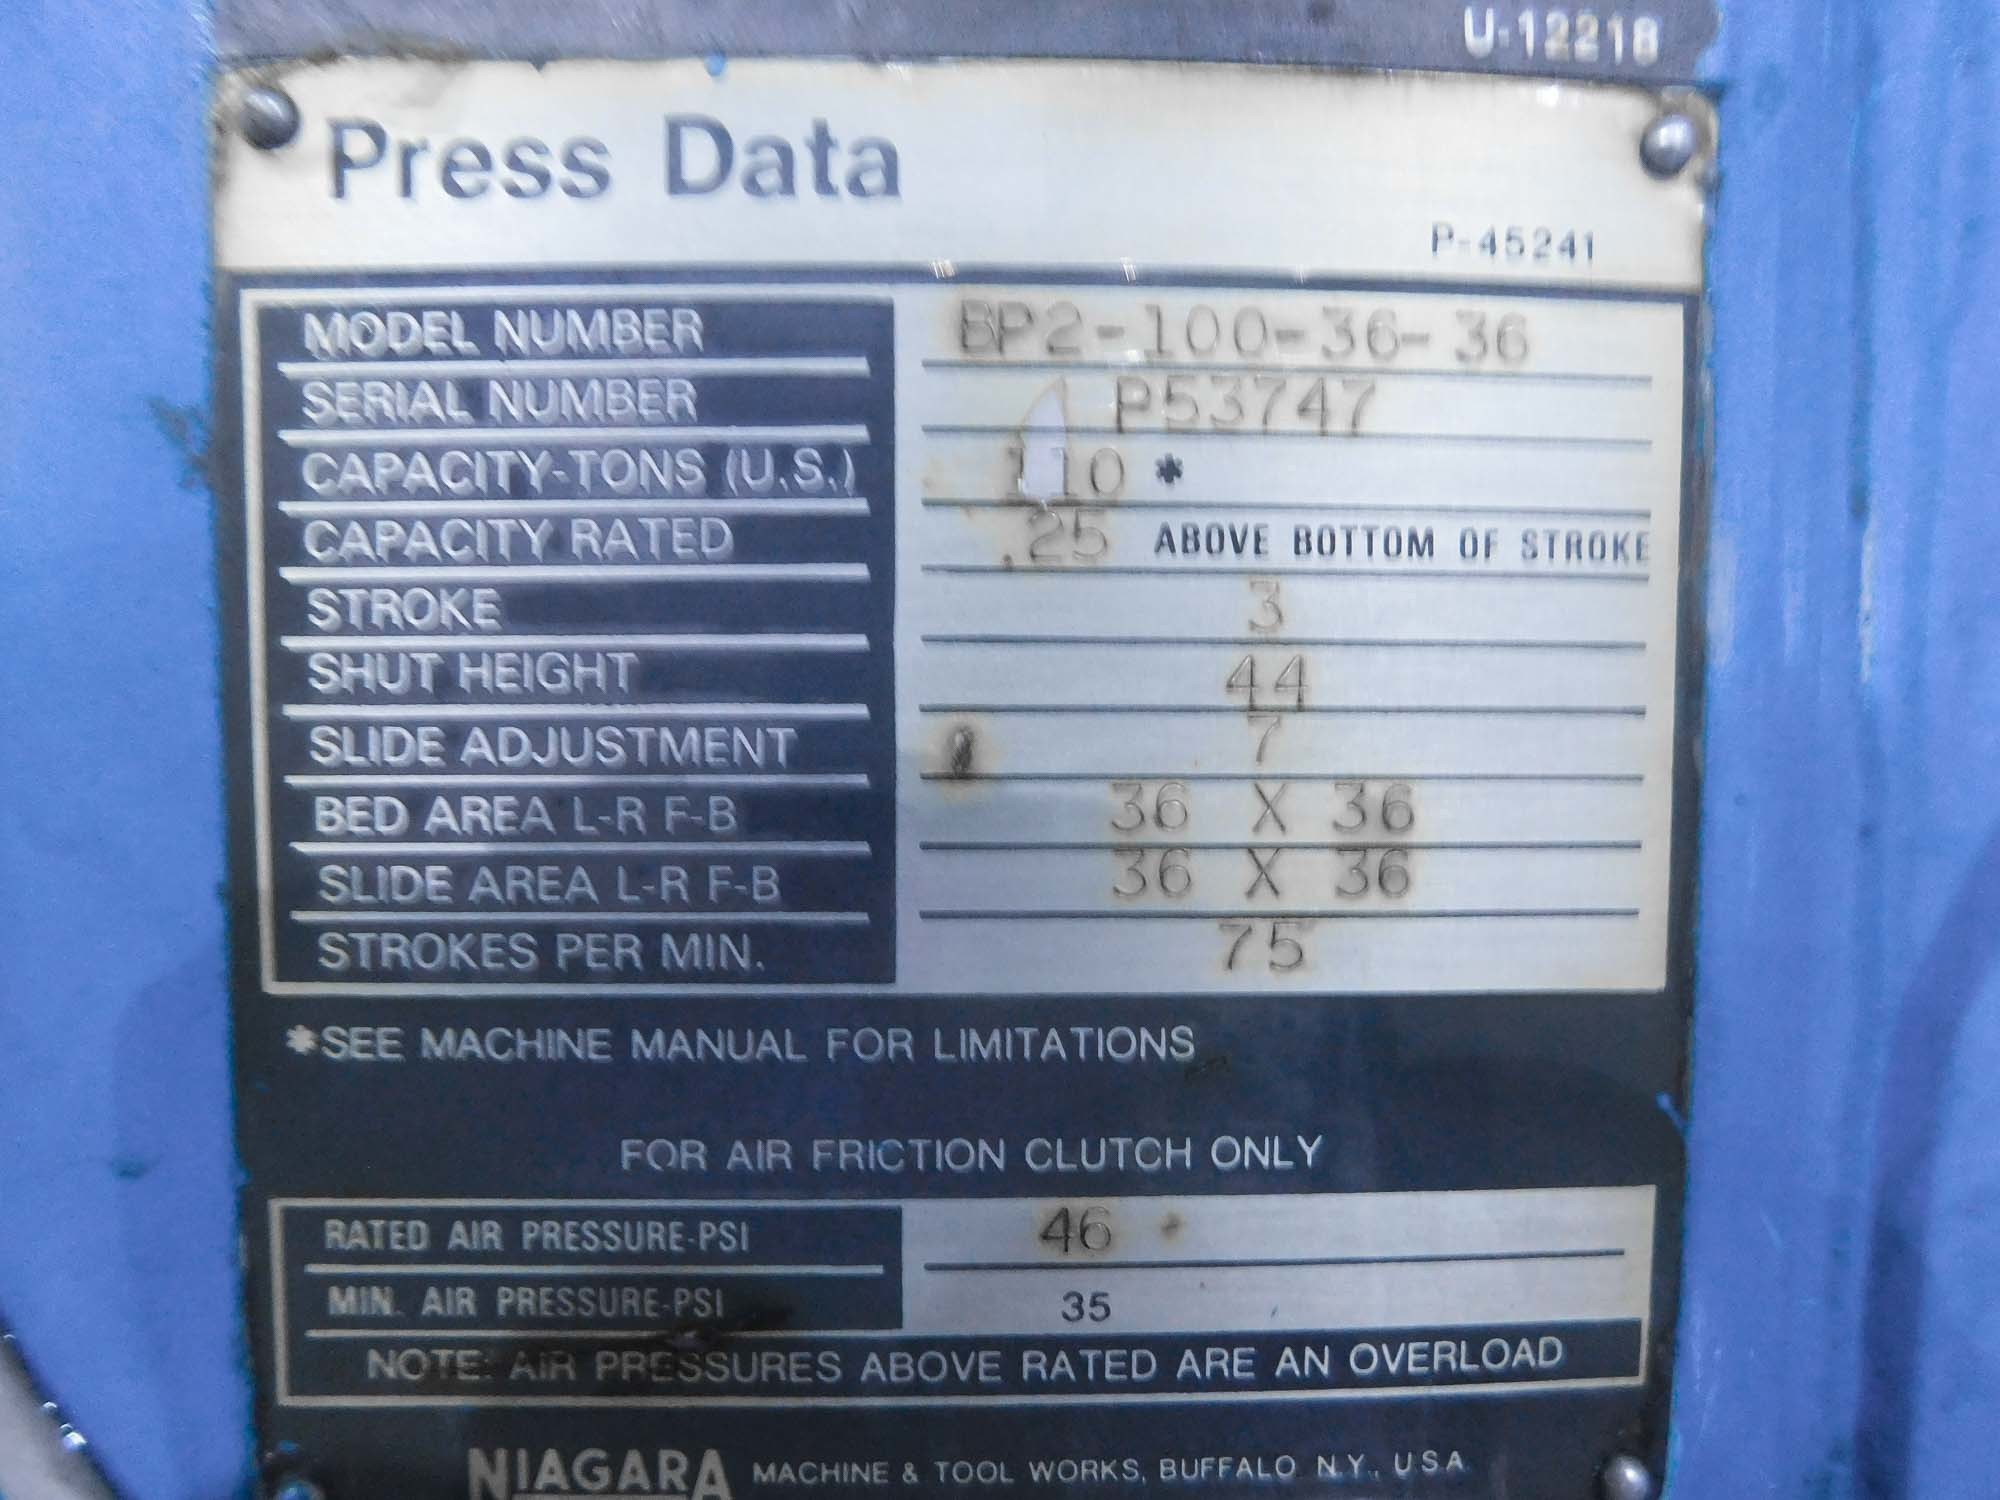 U-12218
Press Data
P-45241
MODEL NUMBER BP2-100-36-36
SERIAL NUMBER P53747
CAPACITY-TONS (U.S.) 110 *
CAPACITY RATED .25 ABOVE BOTTOM OF STROKE
STROKE 3
SHUT HEIGHT 44
SLIDE ADJUSTMENT 7
BED AREA L-R F-B 36 X 36
SLIDE AREA L-R F-B 36 X 36
STROKES PER MIN. 75
*SEE MACHINE MANUAL FOR LIMITATIONS
FOR AIR FRICTION CLUTCH ONLY
RATED AIR PRESSURE-PSI 46
MIN. AIR PRESSURE-PSI 35
NOTE: AIR PRESSURES ABOVE RATED ARE AN OVERLOAD
NIAGARA MACHINE & TOOL WORKS, BUFFALO N.Y., U.S.A.